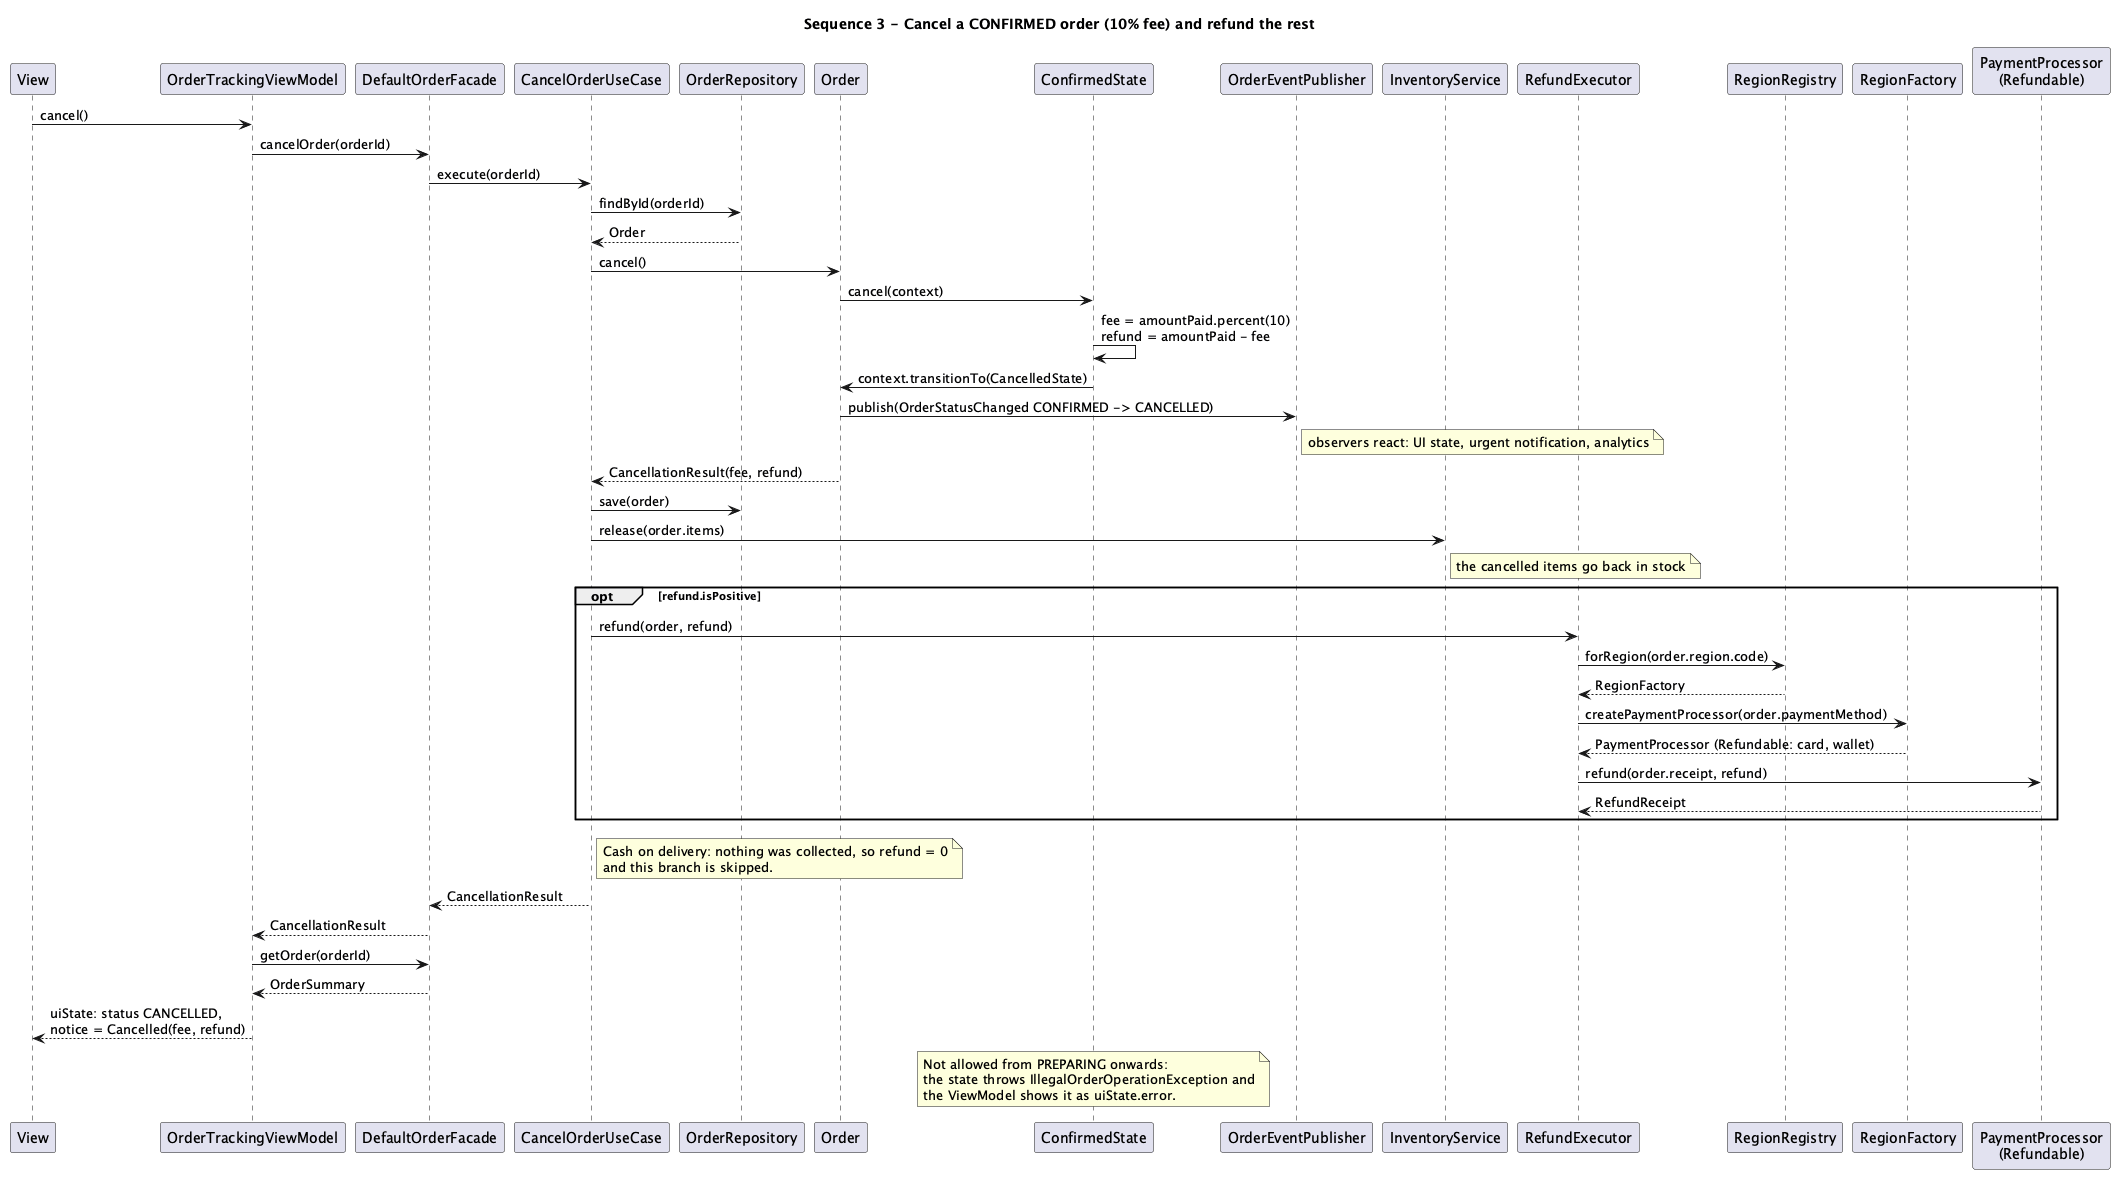 Sequence 3 - Cancel a CONFIRMED order (10% fee) and refund the rest
View
OrderTrackingViewModel
DefaultOrderFacade
CancelOrderUseCase
OrderRepository
Order
ConfirmedState
OrderEventPublisher
InventoryService
RefundExecutor
RegionRegistry
RegionFactory
PaymentProcessor
(Refundable)
cancel()
cancelOrder(orderId)
execute(orderId)
findById(orderId)
Order
cancel()
cancel(context)
fee = amountPaid.percent(10)
refund = amountPaid - fee
context.transitionTo(CancelledState)
publish(OrderStatusChanged CONFIRMED -> CANCELLED)
observers react: UI state, urgent notification, analytics
CancellationResult(fee, refund)
save(order)
release(order.items)
the cancelled items go back in stock
opt
[refund.isPositive]
refund(order, refund)
forRegion(order.region.code)
RegionFactory
createPaymentProcessor(order.paymentMethod)
PaymentProcessor (Refundable: card, wallet)
refund(order.receipt, refund)
RefundReceipt
Cash on delivery: nothing was collected, so refund = 0
and this branch is skipped.
CancellationResult
CancellationResult
getOrder(orderId)
OrderSummary
uiState: status CANCELLED,
notice = Cancelled(fee, refund)
Not allowed from PREPARING onwards:
the state throws IllegalOrderOperationException and
the ViewModel shows it as uiState.error.
View
OrderTrackingViewModel
DefaultOrderFacade
CancelOrderUseCase
OrderRepository
Order
ConfirmedState
OrderEventPublisher
InventoryService
RefundExecutor
RegionRegistry
RegionFactory
PaymentProcessor
(Refundable)